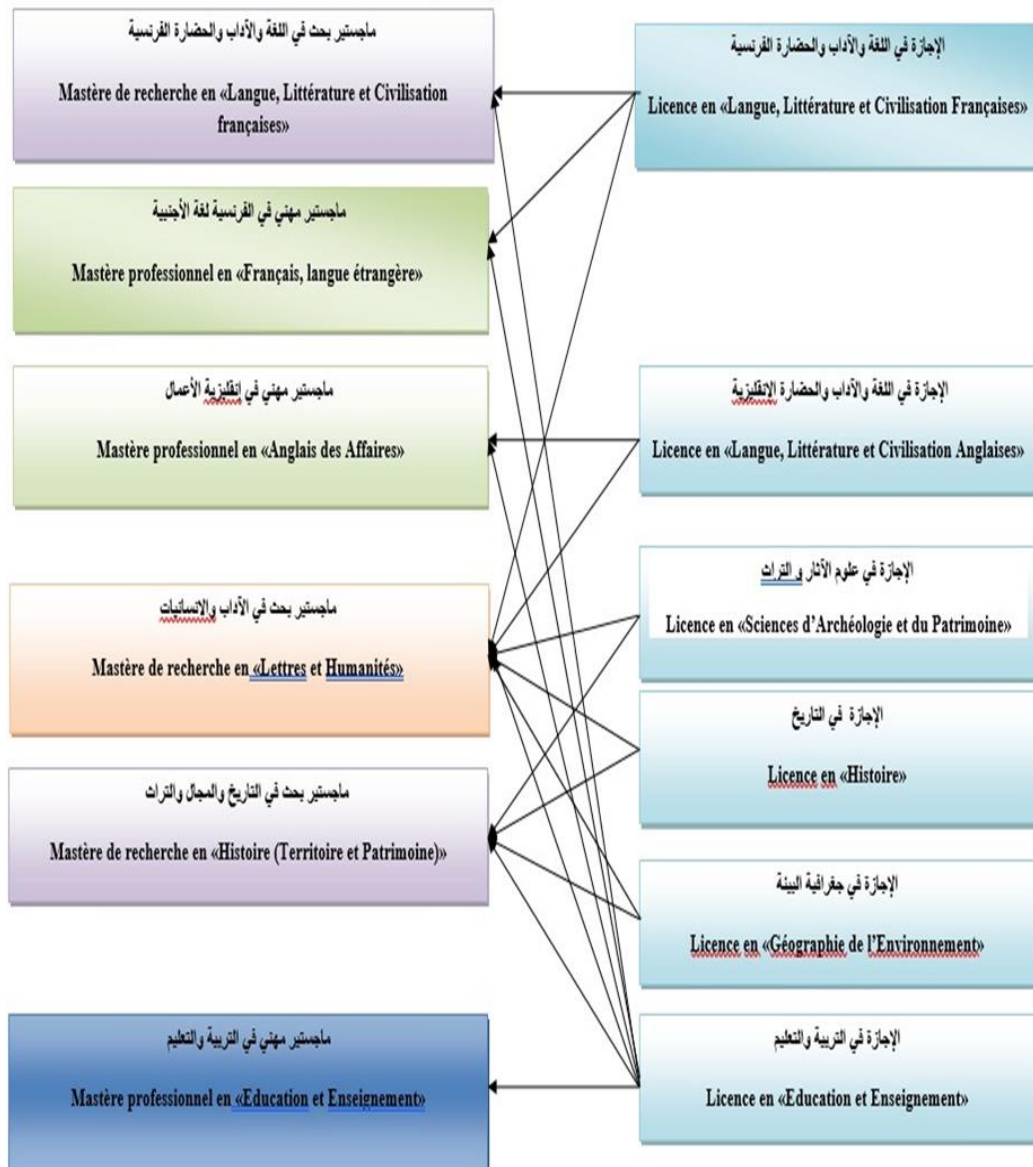 ماجستير بحث في اللغة والآداب والحضارة الفرنسية
Mastère de recherche en «Langue, Littérature et Civilisation
françaises»
ماجستير مهني في الفرنسية لغة الأجنبية
Mastère professionnel en «Français, langue étrangère»
ماجستير مهني في إنقليزية الأعمال
Mastère professionnel en «Anglais des Affaires»
ماجستير بحث في الآداب والانسانيات
Mastère de recherche en «Lettres et Humanités»
ماجستير بحث في التاريخ والمجال والتراث
Mastère de recherche en «Histoire (Territoire et Patrimoine)»
ماجستير مهني في التربية والتعليم
Mastère professionnel en «Education et Enseignement»
الإجازة في اللغة والآداب والحضارة الفرنسية
Licence en «Langue, Littérature et Civilisation Françaises»
الإجازة في اللغة والآداب والحضارة الإنقليزية
Licence en «Langue, Littérature et Civilisation Anglaises»
الإجازة في علوم الآثار و التراث
Licence en «Sciences d’Archéologie et du Patrimoine»
الإجازة في التاريخ
Licence en «Histoire»
الإجازة في جغرافية البيئة
Licence en «Géographie de l’Environnement»
الإجازة في التربية والتعليم
Licence en «Education et Enseignement»